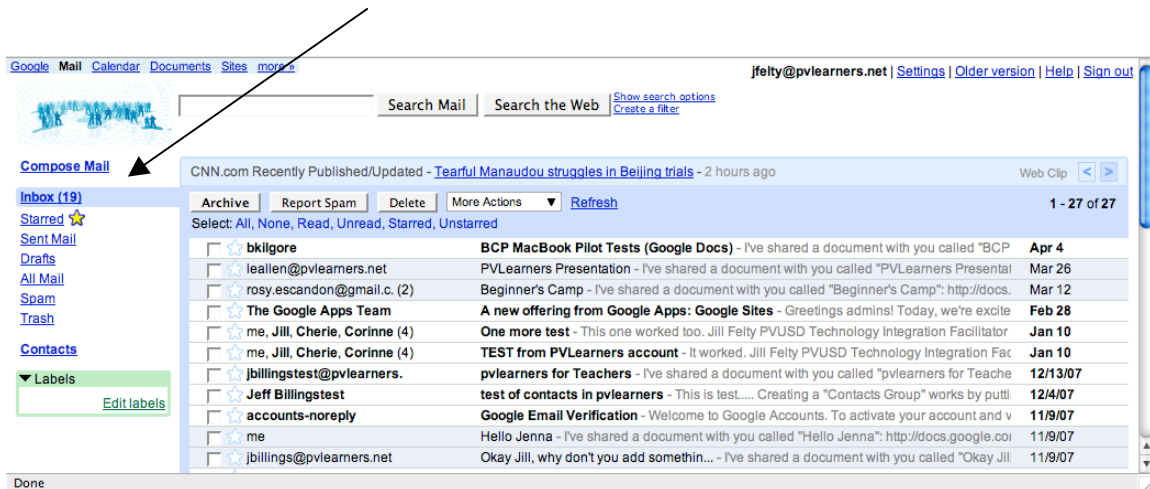 Google Mail Calendar Documents Sites more »
jfelty@pvlearners.net | Settings | Older version | Help | Sign out
Search Mail Search the Web Show search options
Create a filter
Compose Mail
Inbox (19)
Starred
Sent Mail
Drafts
All Mail
Spam
Trash
Contacts
Labels
Edit labels
CNN.com Recently Published/Updated - Tearful Manaudou struggles in Beijing trials - 2 hours ago Web Clip < >
Archive Report Spam Delete More Actions Refresh 1 - 27 of 27
Select: All, None, Read, Unread, Starred, Unstarred
bkilgore BCP MacBook Pilot Tests (Google Docs) - I've shared a document with you called "BCP Apr 4
leallen@pvlearners.net PVLearners Presentation - I've shared a document with you called "PVLearners Presentat Mar 26
rosy.escandon@gmail.c. (2) Beginner's Camp - I've shared a document with you called "Beginner's Camp": http://docs. Mar 12
The Google Apps Team A new offering from Google Apps: Google Sites - Greetings admins! Today, we're excite Feb 28
me, Jill, Cherie, Corinne (4) One more test - This one worked too. Jill Felty PVUSD Technology Integration Facilitator Jan 10
me, Jill, Cherie, Corinne (4) TEST from PVLearners account - It worked. Jill Felty PVUSD Technology Integration Fac Jan 10
jbillingstest@pvlearners. pvlearners for Teachers - I've shared a document with you called "pvlearners for Teache 12/13/07
Jeff Billingstest test of contacts in pvlearners - This is test..... Creating a "Contacts Group" works by putti 12/4/07
accounts-noreply Google Email Verification - Welcome to Google Accounts. To activate your account and v 11/9/07
me Hello Jenna - I've shared a document with you called "Hello Jenna": http://docs.google.co 11/9/07
jbillings@pvlearners.net Okay Jill, why don't you add somethin... - I've shared a document with you called "Okay Jil 11/9/07
Done